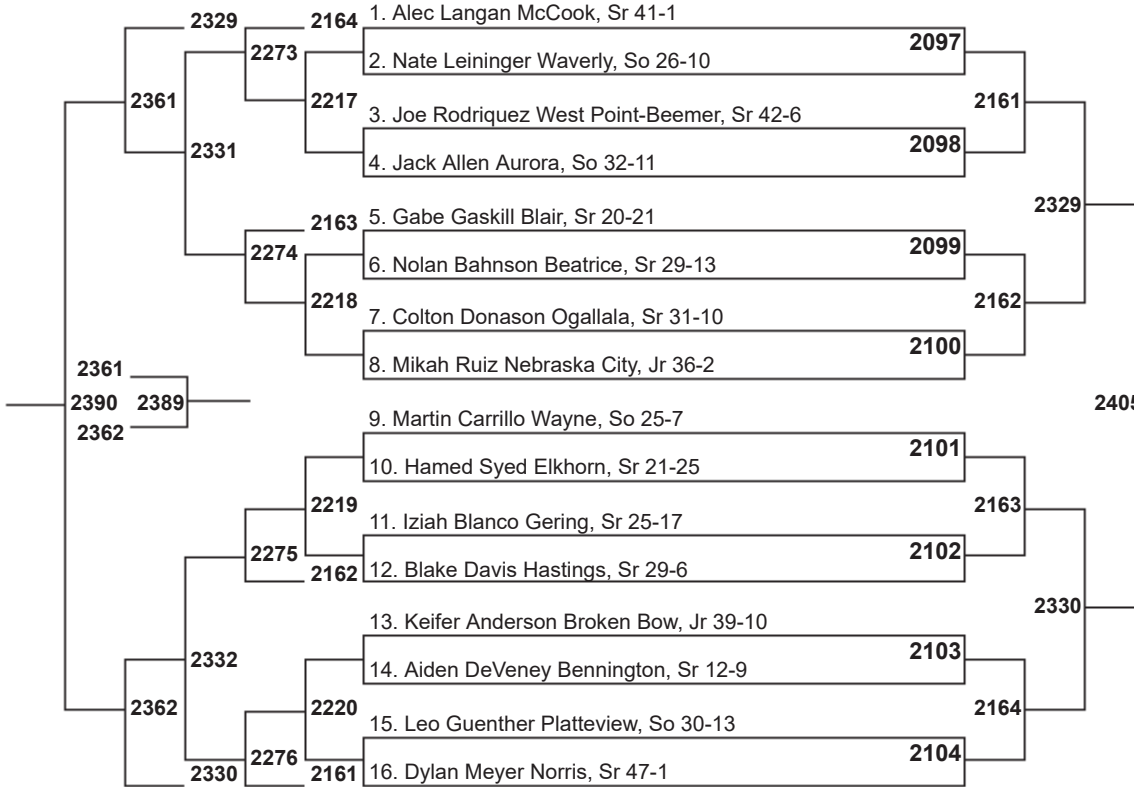 1. Alec Langan McCook, Sr 41-1
2329
2164
2097
2273
2. Nate Leininger Waverly, So 26-10
2361
2217
2161
3. Joe Rodriquez West Point-Beemer, Sr 42-6
2331
2098
4. Jack Allen Aurora, So 32-11
2329
2163
5. Gabe Gaskill Blair, Sr 20-21
2099
2274
6. Nolan Bahnson Beatrice, Sr 29-13
2218
2162
7. Colton Donason Ogallala, Sr 31-10
2100
8. Mikah Ruiz Nebraska City, Jr 36-2
2361
2390
2389
2405
2362
9. Martin Carrillo Wayne, So 25-7
2101
10. Hamed Syed Elkhorn, Sr 21-25
2219
2163
11. Iziah Blanco Gering, Sr 25-17
2275
2102
2162
12. Blake Davis Hastings, Sr 29-6
2330
13. Keifer Anderson Broken Bow, Jr 39-10
2332
2103
14. Aiden DeVeney Bennington, Sr 12-9
2362
2220
2164
15. Leo Guenther Platteview, So 30-13
2276
2104
2330
2161
16. Dylan Meyer Norris, Sr 47-1